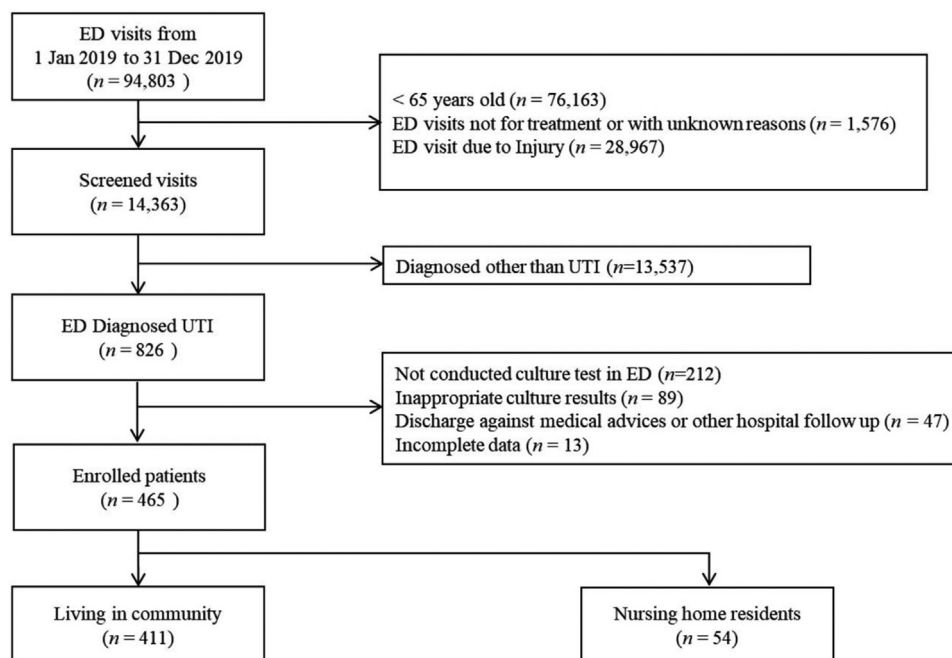 ED visits from
1 Jan 2019 to 31 Dec 2019
(n = 94,803 )
< 65 years old (n = 76,163)
ED visits not for treatment or with unknown reasons (n = 1,576)
ED visit due to Injury (n = 28,967)
Screened visits
(n = 14,363)
Diagnosed other than UTI (n=13,537)
ED Diagnosed UTI
(n = 826 )
Not conducted culture test in ED (n=212)
Inappropriate culture results (n = 89)
Discharge against medical advices or other hospital follow up (n = 47)
Incomplete data (n = 13)
Enrolled patients
(n = 465 )
Living in community
(n = 411)
Nursing home residents
(n = 54)